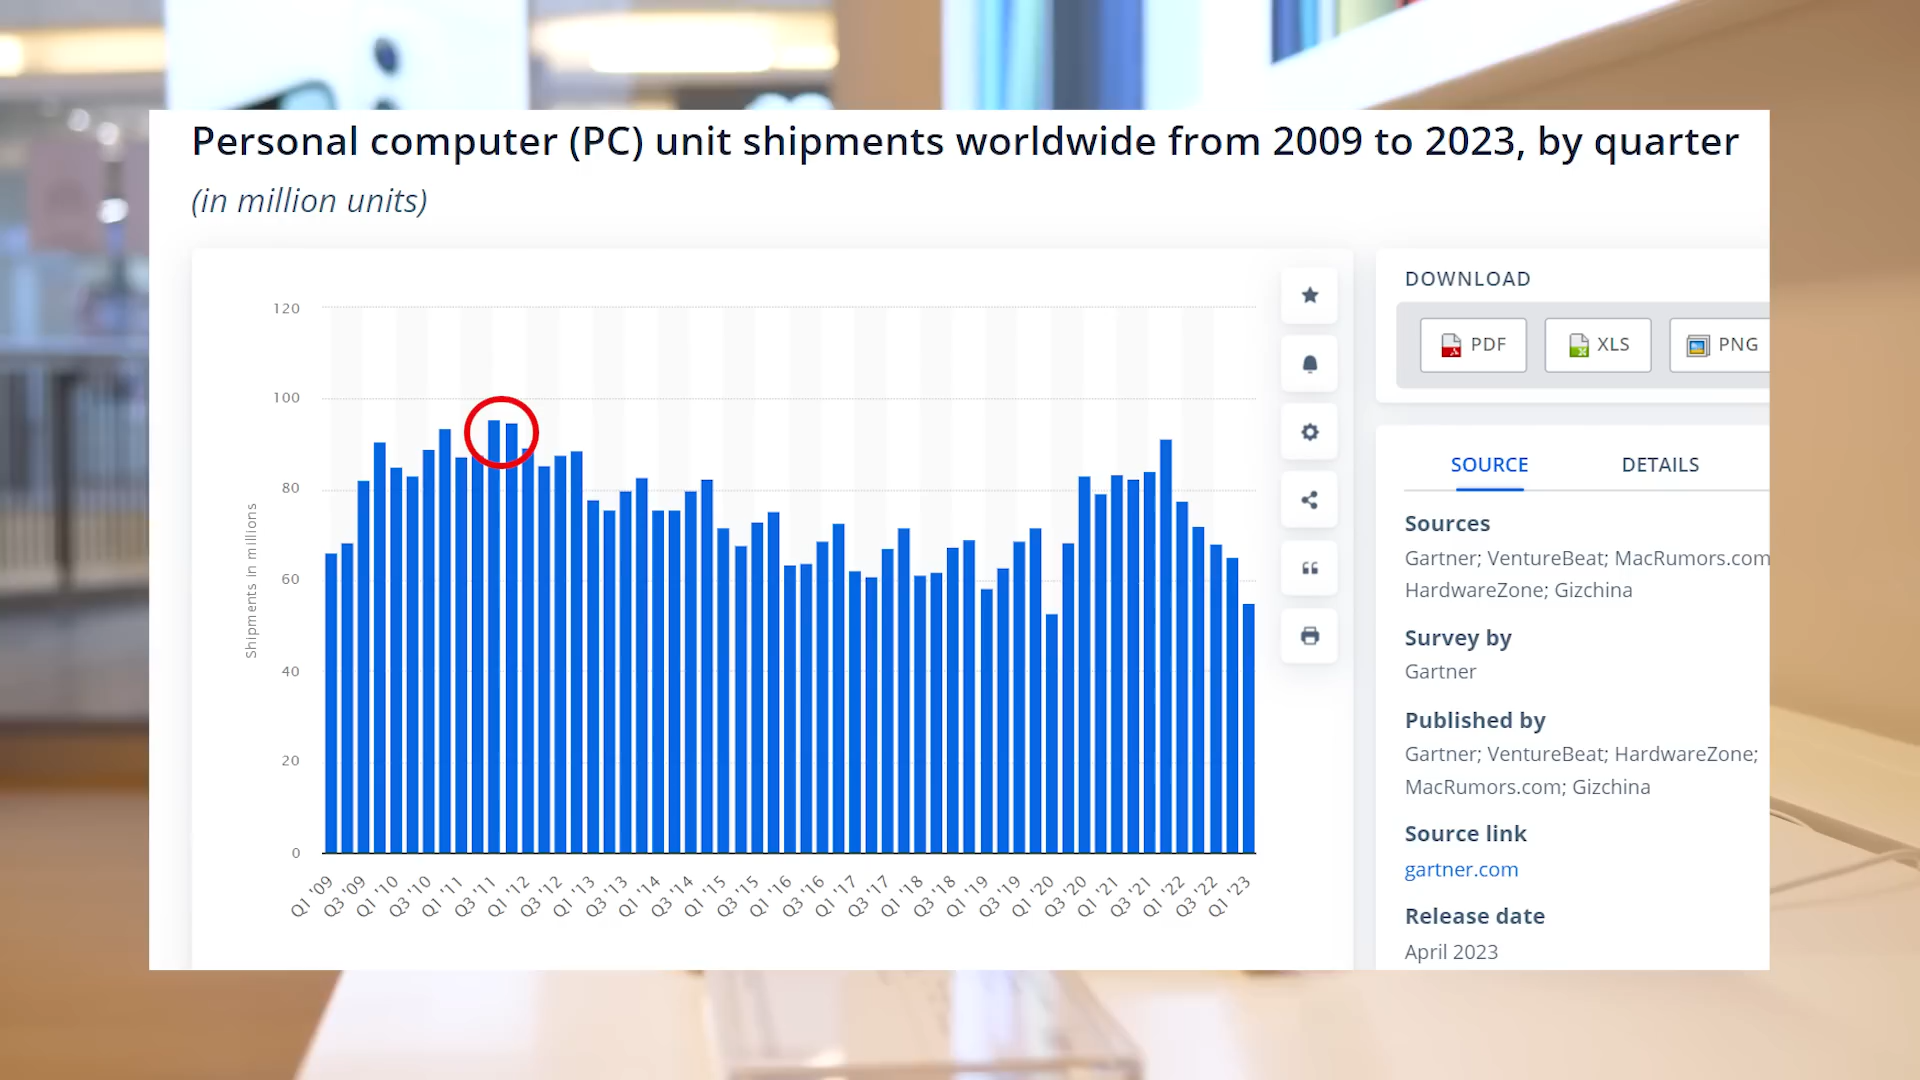 Personal computer (PC) unit shipments worldwide from 2009 to 2023, by quarter
(in million units)
120
100
80
60
40
20
0
Shipments in millions
Q1 '09
Q3 '09
Q1 '10
Q3 '10
Q1 '11
Q3 '11
Q1 '12
Q3 '12
Q1 '13
Q3 '13
Q1 '14
Q3 '14
Q1 '15
Q3 '15
Q1 '16
Q3 '16
Q1 '17
Q3 '17
Q1 '18
Q3 '18
Q1 '19
Q3 '19
Q1 '20
Q3 '20
Q1 '21
Q3 '21
Q1 '22
Q3 '22
Q1 '23
DOWNLOAD
PDF
XLS
PNG
SOURCE
DETAILS
Sources
Gartner; VentureBeat; MacRumors.com
HardwareZone; Gizchina
Survey by
Gartner
Published by
Gartner; VentureBeat; HardwareZone;
MacRumors.com; Gizchina
Source link
gartner.com
Release date
April 2023